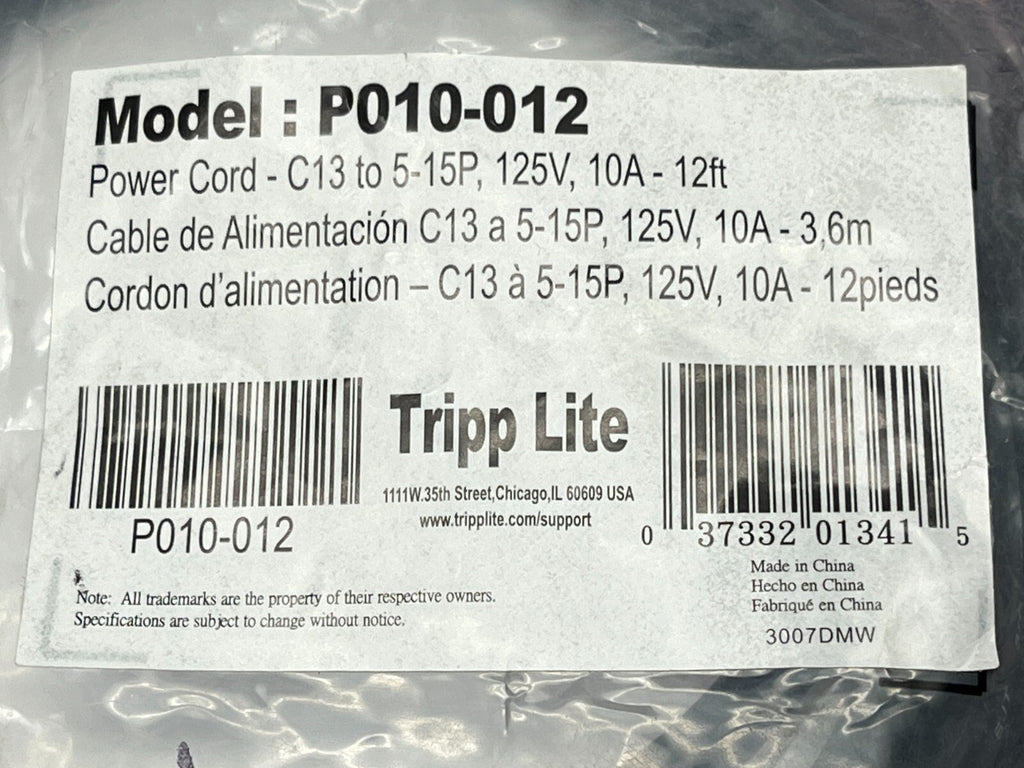 Model : P010-012
Power Cord - C13 to 5-15P, 125V, 10A - 12ft
Cable de Alimentación C13 a 5-15P, 125V, 10A - 3,6m
Cordon d'alimentation – C13 à 5-15P, 125V, 10A - 12pieds
P010-012
Tripp Lite
1111W.35th Street,Chicago,IL 60609 USA
www.tripplite.com/support
0 37332 01341 5
Made in China
Hecho en China
Fabriqué en China
3007DMW
Note: All trademarks are the property of their respective owners.
Specifications are subject to change without notice.